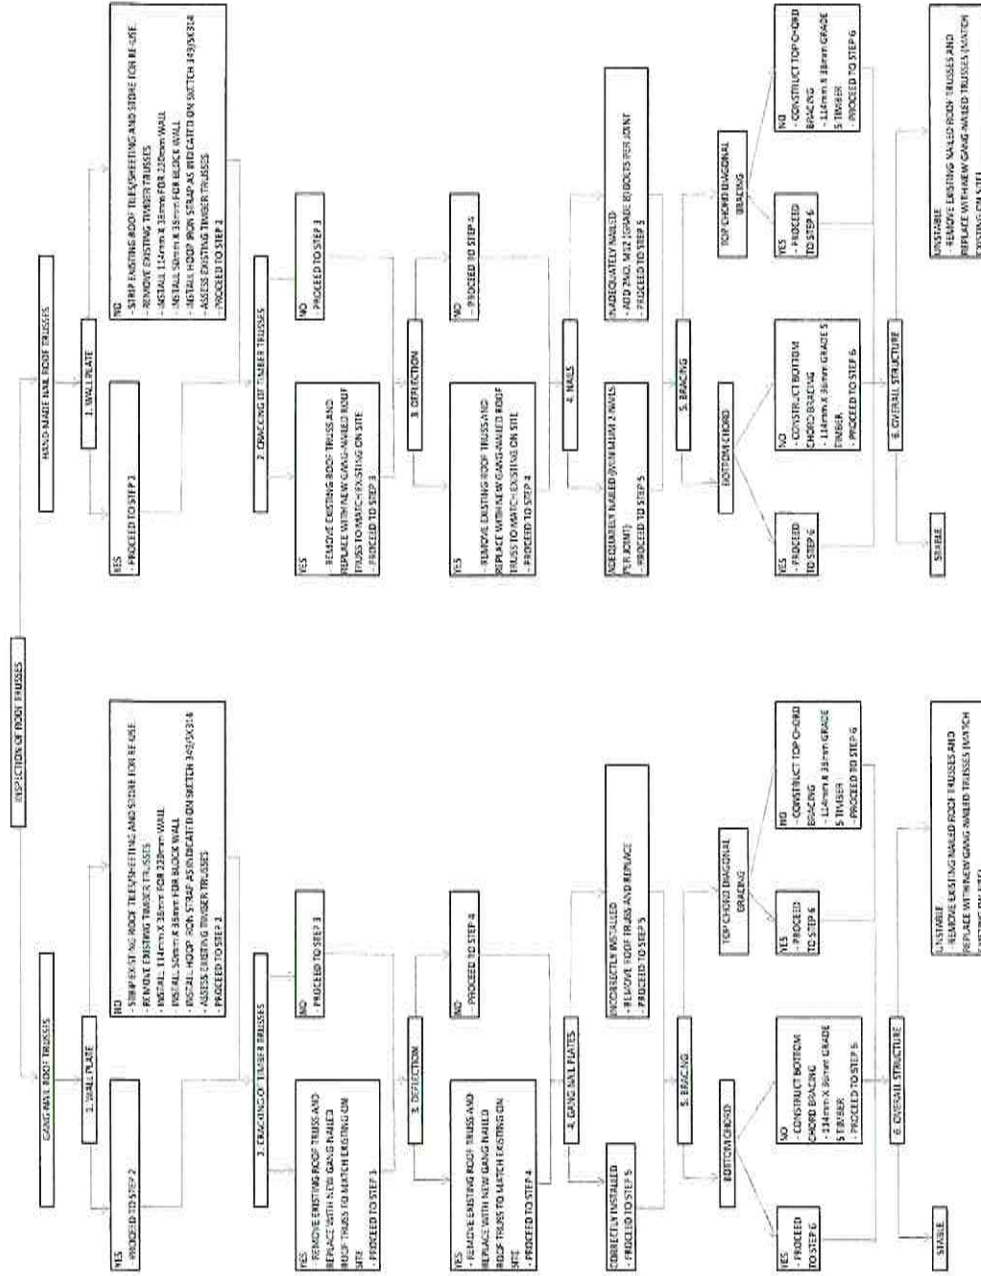 INSPECTION OF ROOF TRUSSES
GANG-NAIL ROOF TRUSSES
1. WALL PLATE
YES
- PROCEED TO STEP 2
NO
- STRIP EXISTING ROOF TILES/SHEETING AND STORE FOR RE-USE
- REMOVE EXISTING TIMBER TRUSSES
- INSTALL 114mm X 38mm FOR 220mm WALL
- INSTALL 50mm X 38mm FOR BLOCK WALL
- INSTALL HOOP IRON STRAP AS INDICATED ON SKETCH 349/SK314
- ASSESS EXISTING TIMBER TRUSSES
- PROCEED TO STEP 2
2. CRACKING OF TIMBER TRUSSES
YES
- REMOVE EXISTING ROOF TRUSS AND
REPLACE WITH NEW GANG-NAILED
ROOF TRUSS TO MATCH EXISTING ON
SITE
- PROCEED TO STEP 3
NO
- PROCEED TO STEP 3
3. DEFLECTION
YES
- REMOVE EXISTING ROOF TRUSS AND
REPLACE WITH NEW GANG NAILED
ROOF TRUSS TO MATCH EXISTING ON
SITE
- PROCEED TO STEP 4
NO
- PROCEED TO STEP 4
4. GANG NAIL PLATES
CORRECTLY INSTALLED
- PROCEED TO STEP 5
INCORRECTLY INSTALLED
- REMOVE ROOF TRUSS AND REPLACE
- PROCEED TO STEP 5
5. BRACING
BOTTOM CHORD
YES
- PROCEED
TO STEP 6
NO
- CONSTRUCT BOTTOM
CHORD BRACING
- 114mm X 38mm GRADE
5 TIMBER
- PROCEED TO STEP 6
TOP CHORD DIAGONAL
BRACING
YES
- PROCEED
TO STEP 6
NO
- CONSTRUCT TOP CHORD
BRACING
- 114mm X 38mm GRADE
5 TIMBER
- PROCEED TO STEP 6
6. OVERALL STRUCTURE
STABLE
UNSTABLE
- REMOVE EXISTING NAILED ROOF TRUSSES AND
REPLACE WITH NEW GANG-NAILED TRUSSES (MATCH
EXISTING ON SITE)
HAND-MADE NAIL ROOF TRUSSES
1. WALL PLATE
YES
- PROCEED TO STEP 2
NO
- STRIP EXISTING ROOF TILES/SHEETING AND STORE FOR RE-USE
- REMOVE EXISTING TIMBER TRUSSES
- INSTALL 114mm X 38mm FOR 220mm WALL
- INSTALL 50mm X 38mm FOR BLOCK WALL
- INSTALL HOOP IRON STRAP AS INDICATED ON SKETCH 349/SK314
- ASSESS EXISTING TIMBER TRUSSES
- PROCEED TO STEP 2
2. CRACKING OF TIMBER TRUSSES
YES
- REMOVE EXISTING ROOF TRUSS AND
REPLACE WITH NEW GANG-NAILED ROOF
TRUSS TO MATCH EXISTING ON SITE
- PROCEED TO STEP 3
NO
- PROCEED TO STEP 3
3. DEFLECTION
YES
- REMOVE EXISTING ROOF TRUSS AND
REPLACE WITH NEW GANG-NAILED ROOF
TRUSS TO MATCH EXISTING ON SITE
- PROCEED TO STEP 4
NO
- PROCEED TO STEP 4
4. NAILS
ADEQUATELY NAILED (MINIMUM 2 NAILS
PER JOINT)
- PROCEED TO STEP 5
INADEQUATELY NAILED
- ADD 2NO. M12 (GRADE 8) BOLTS PER JOINT
- PROCEED TO STEP 5
5. BRACING
BOTTOM CHORD
YES
- PROCEED
TO STEP 6
NO
- CONSTRUCT BOTTOM
CHORD BRACING
- 114mm X 38mm GRADE 5
TIMBER
- PROCEED TO STEP 6
TOP CHORD DIAGONAL
BRACING
YES
- PROCEED
TO STEP 6
NO
- CONSTRUCT TOP CHORD
BRACING
- 114mm X 38mm GRADE
5 TIMBER
- PROCEED TO STEP 6
6. OVERALL STRUCTURE
STABLE
UNSTABLE
- REMOVE EXISTING NAILED ROOF TRUSSES AND
REPLACE WITH NEW GANG-NAILED TRUSSES (MATCH
EXISTING ON SITE)